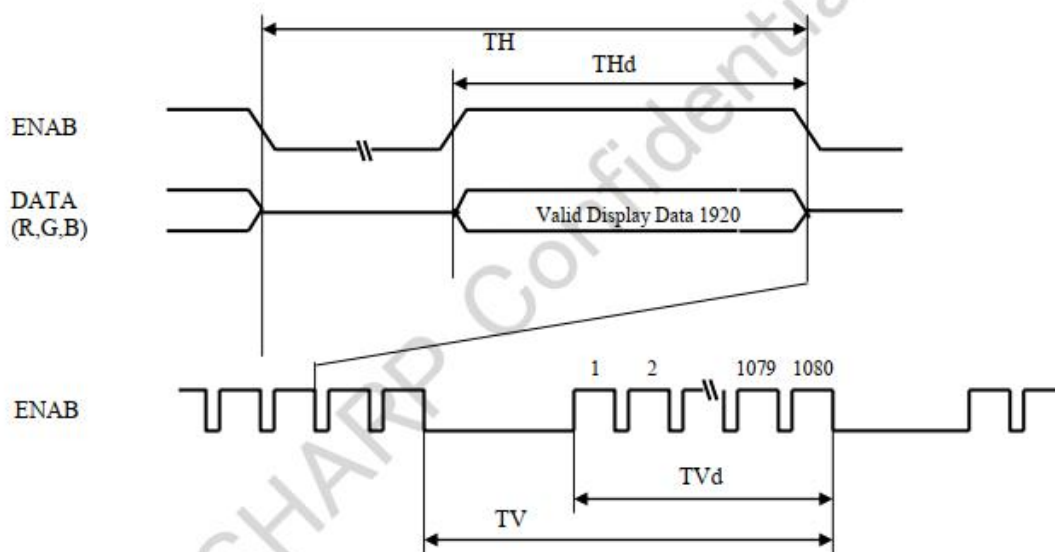 TH
THd
ENAB
DATA
(R,G,B)
Valid Display Data 1920
1 2 1079 1080
ENAB
TVd
TV
SHARP Confidential